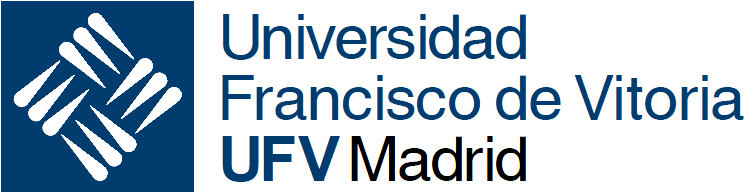 Universidad
Francisco de Vitoria
UFV Madrid